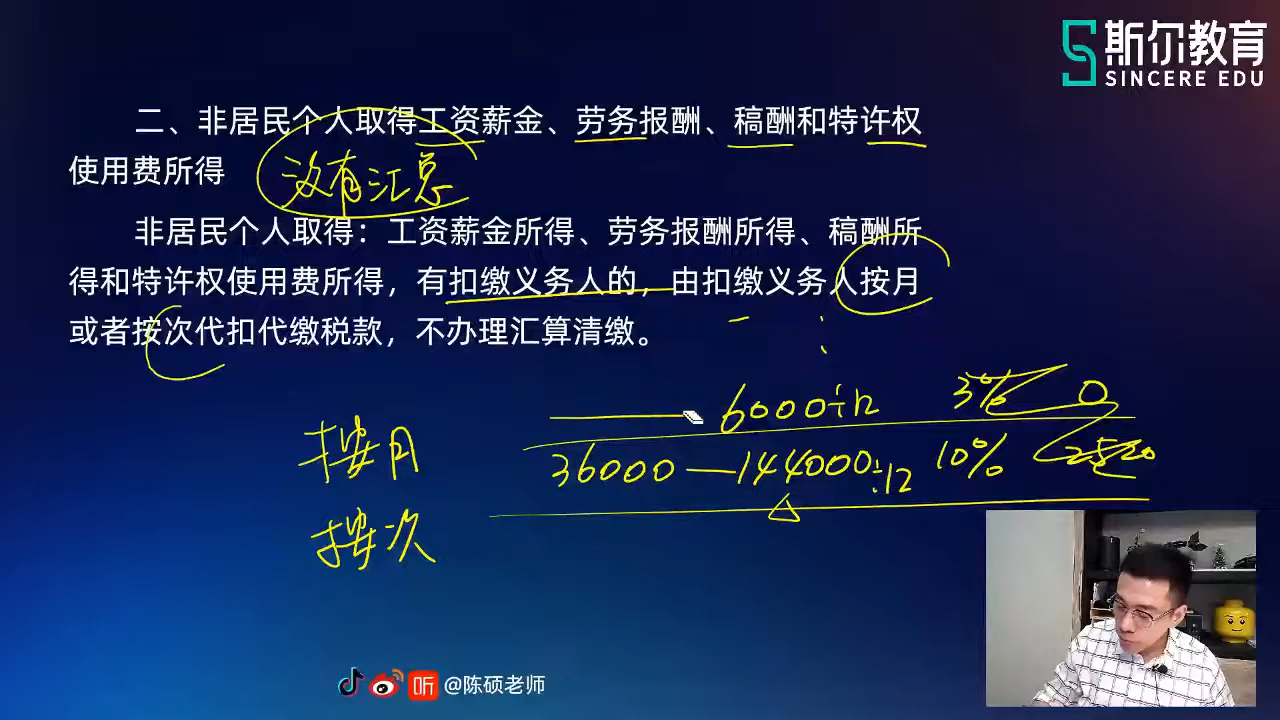 斯尔教育
SINCERE EDU
二、非居民个人取得工资薪金、劳务报酬、稿酬和特许权
使用费所得
没有汇总
非居民个人取得：工资薪金所得、劳务报酬所得、稿酬所
得和特许权使用费所得，有扣缴义务人的，由扣缴义务人按月
或者按次代扣代缴税款，不办理汇算清缴。
6000÷12 3% 0
按月
36000—144000÷12 10% 2520
按次
听 @陈硕老师